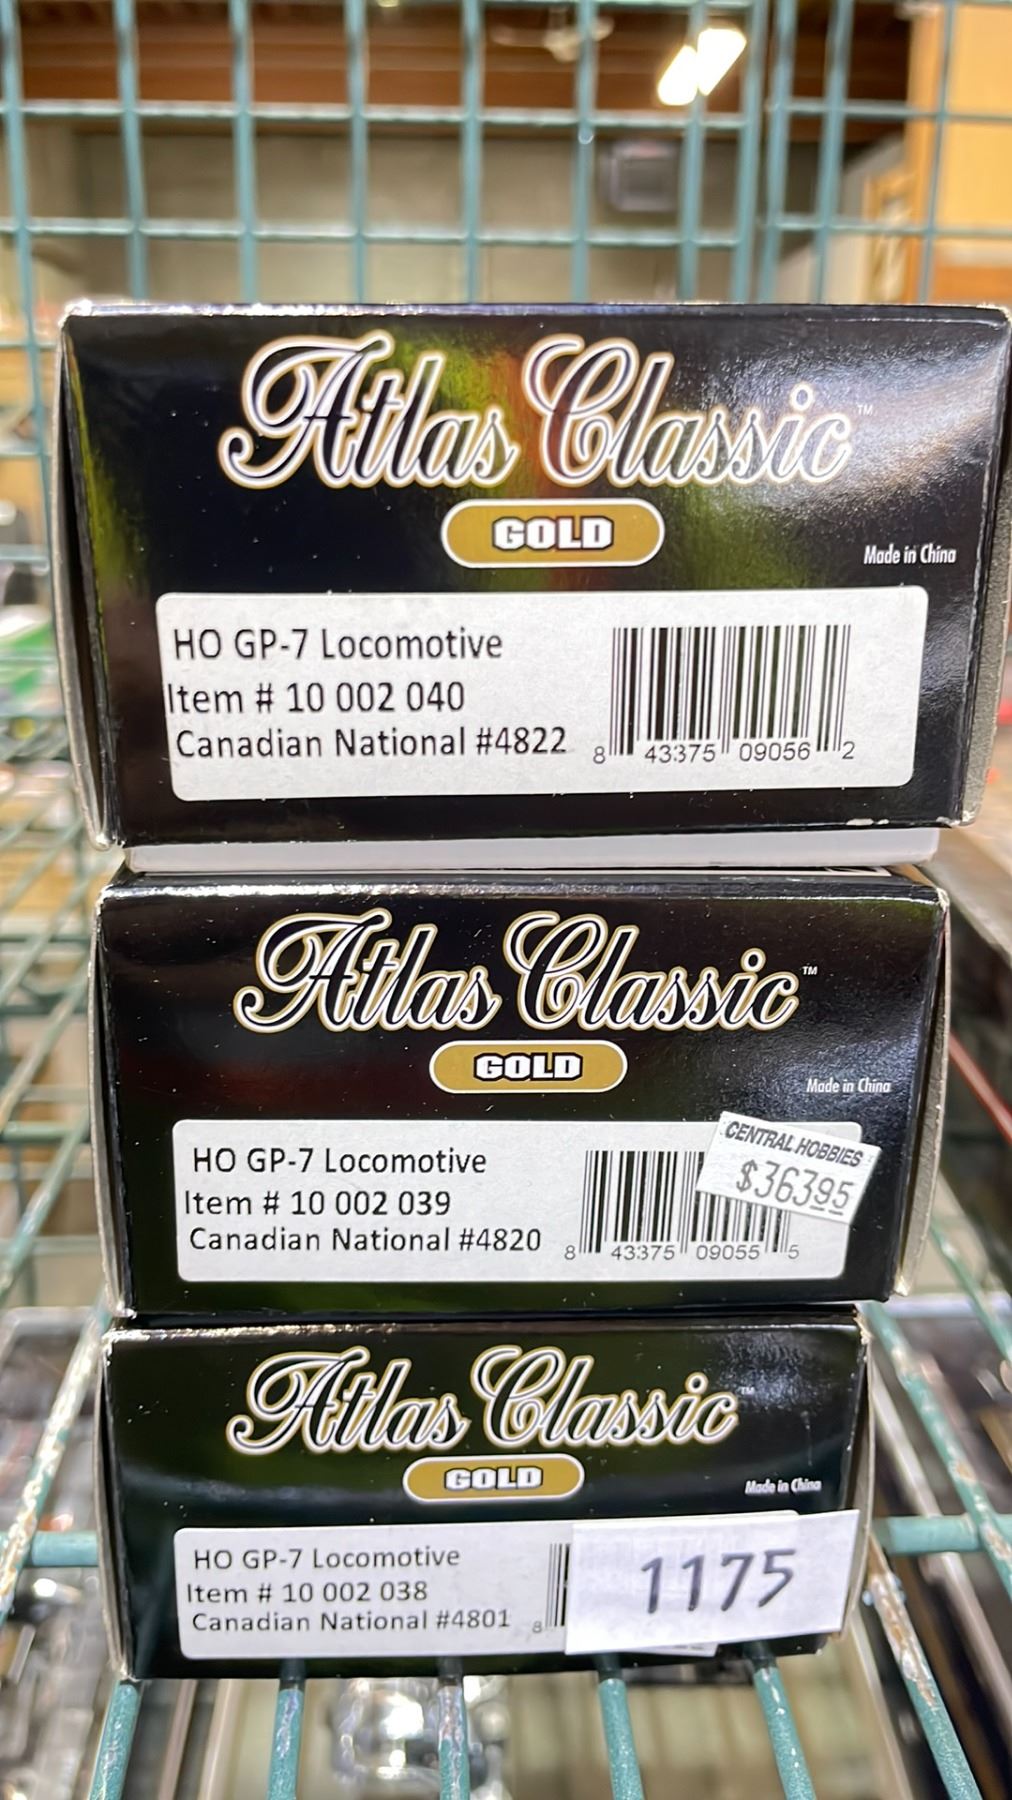 Atlas Classic™
GOLD
Made in China
HO GP-7 Locomotive
Item # 10 002 040
Canadian National #4822
8 43375 09056 2
Atlas Classic™
GOLD
Made in China
CENTRAL HOBBIES
$363.95
HO GP-7 Locomotive
Item # 10 002 039
Canadian National #4820
8 43375 09055 5
Atlas Classic™
GOLD
Made in China
HO GP-7 Locomotive
Item # 10 002 038
Canadian National #4801
8
1175